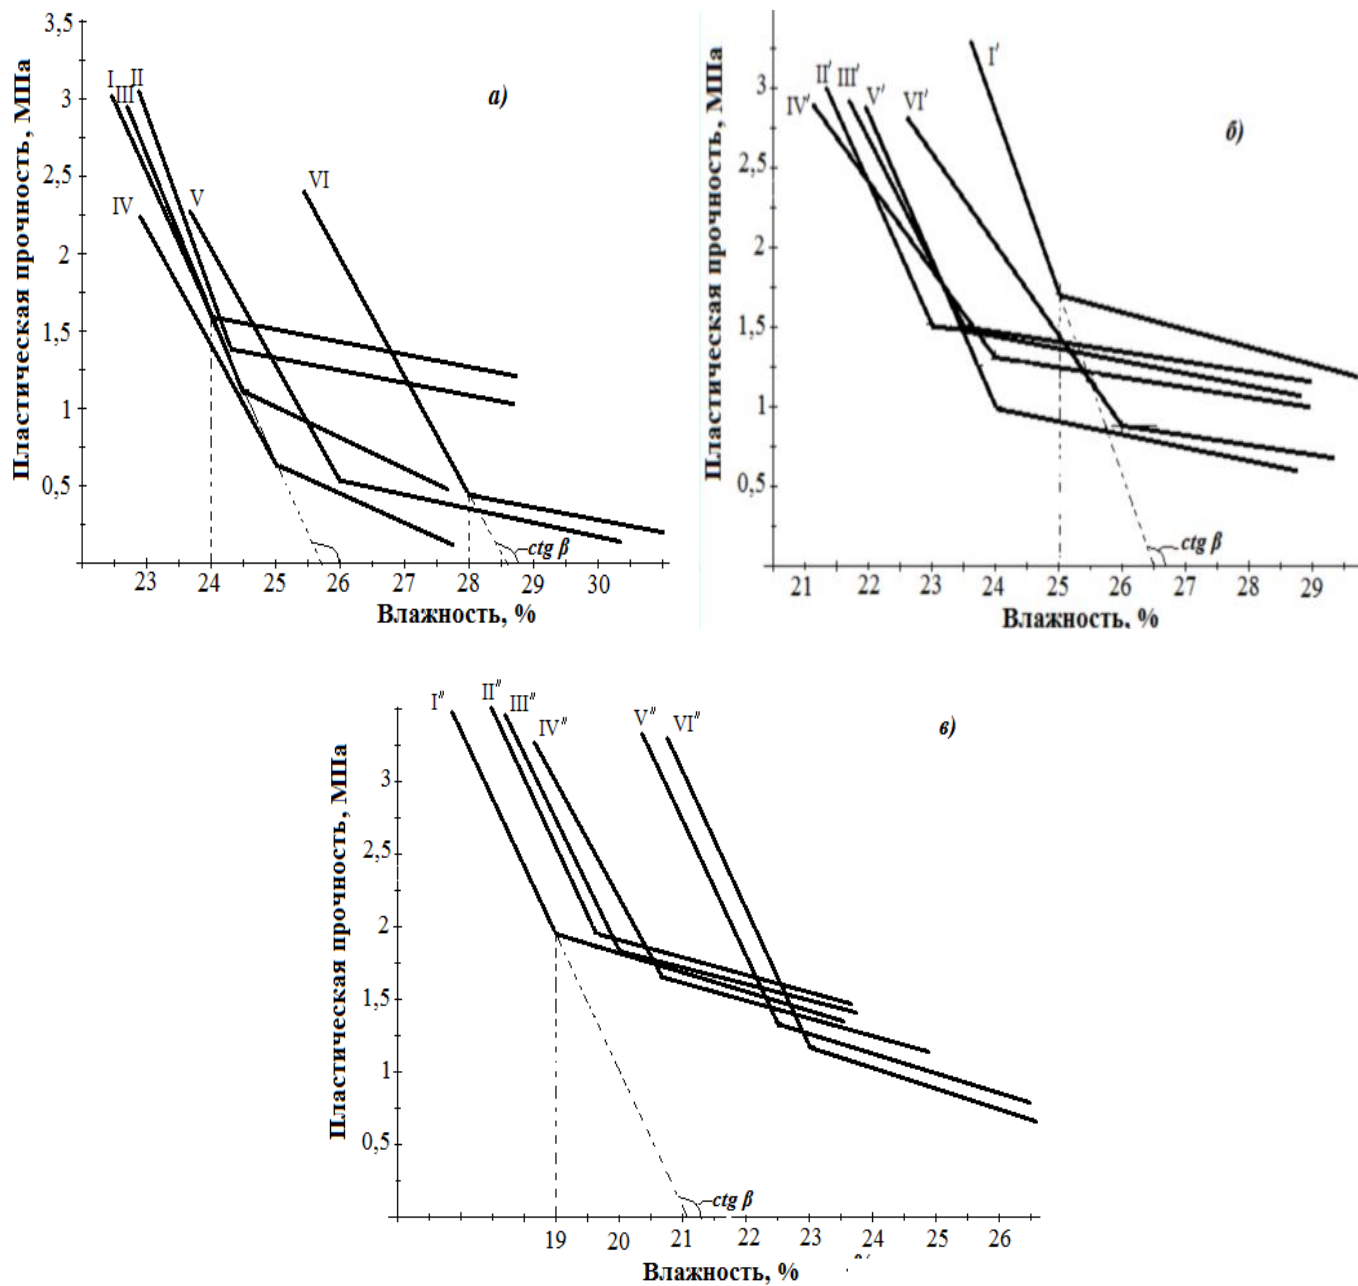 а)
Пластическая прочность, МПа
3,5
3
2,5
2
1,5
1
0,5
I
III
II
IV
V
VI
ctg β
23 24 25 26 27 28 29 30
Влажность, %
б)
Пластическая прочность, МПа
3
2,5
2
1,5
1
0,5
I′
II′ III′
IV′
V′
VI′
ctg β
21 22 23 24 25 26 27 28 29
Влажность, %
в)
Пластическая прочность, МПа
3
2,5
2
1,5
1
0,5
I″
II″
III″
IV″
V″
VI″
ctg β
19 20 21 22 23 24 25 26
Влажность, %